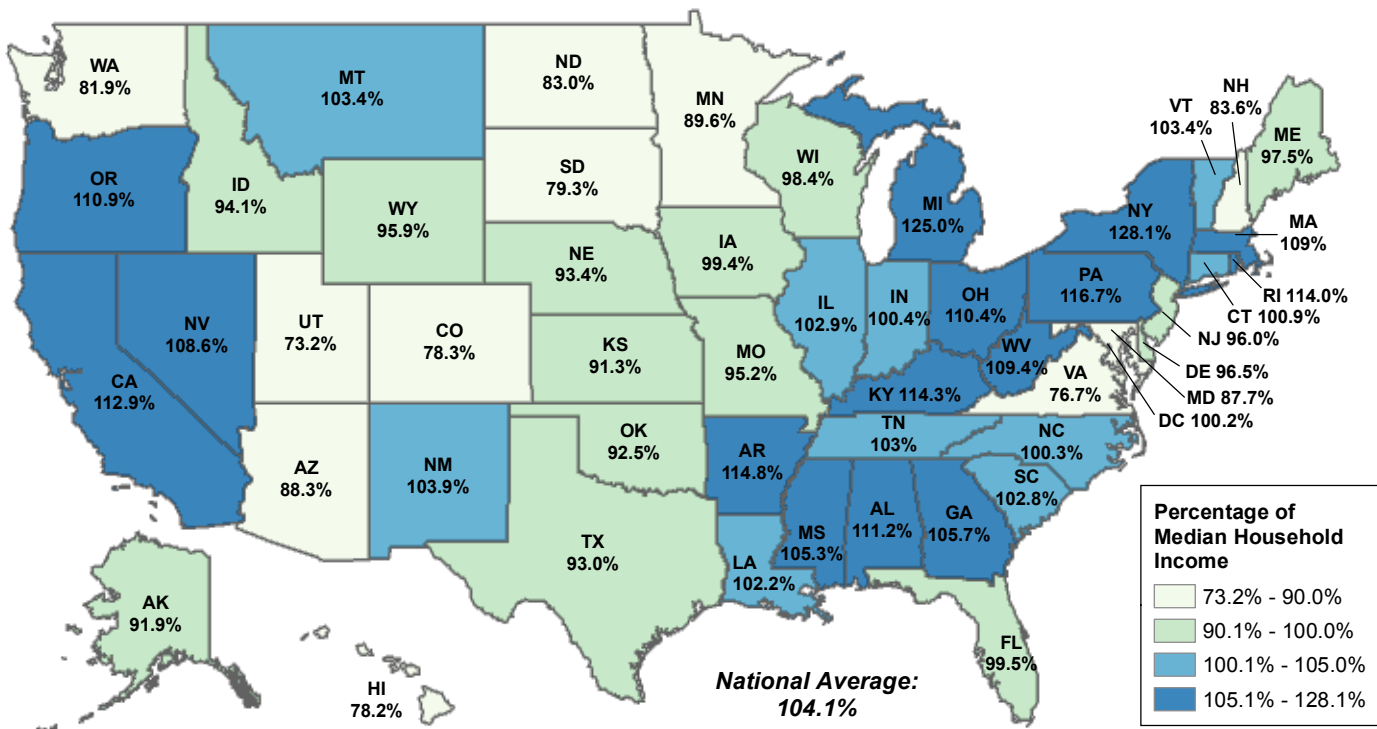 WA
81.9%
MT
103.4%
ND
83.0%
MN
89.6%
VT
103.4%
NH
83.6%
ME
97.5%
OR
110.9%
ID
94.1%
WY
95.9%
SD
79.3%
WI
98.4%
MI
125.0%
NY
128.1%
MA
109%
NE
93.4%
IA
99.4%
PA
116.7%
RI 114.0%
CT 100.9%
NJ 96.0%
DE 96.5%
MD 87.7%
DC 100.2%
NV
108.6%
UT
73.2%
CO
78.3%
KS
91.3%
MO
95.2%
IL
102.9%
IN
100.4%
OH
110.4%
WV
109.4%
VA
76.7%
CA
112.9%
KY 114.3%
AZ
88.3%
NM
103.9%
OK
92.5%
AR
114.8%
TN
103%
NC
100.3%
SC
102.8%
TX
93.0%
LA
102.2%
MS
105.3%
AL
111.2%
GA
105.7%
FL
99.5%
AK
91.9%
HI
78.2%
National Average:
104.1%
Percentage of
Median Household
Income
73.2% - 90.0%
90.1% - 100.0%
100.1% - 105.0%
105.1% - 128.1%